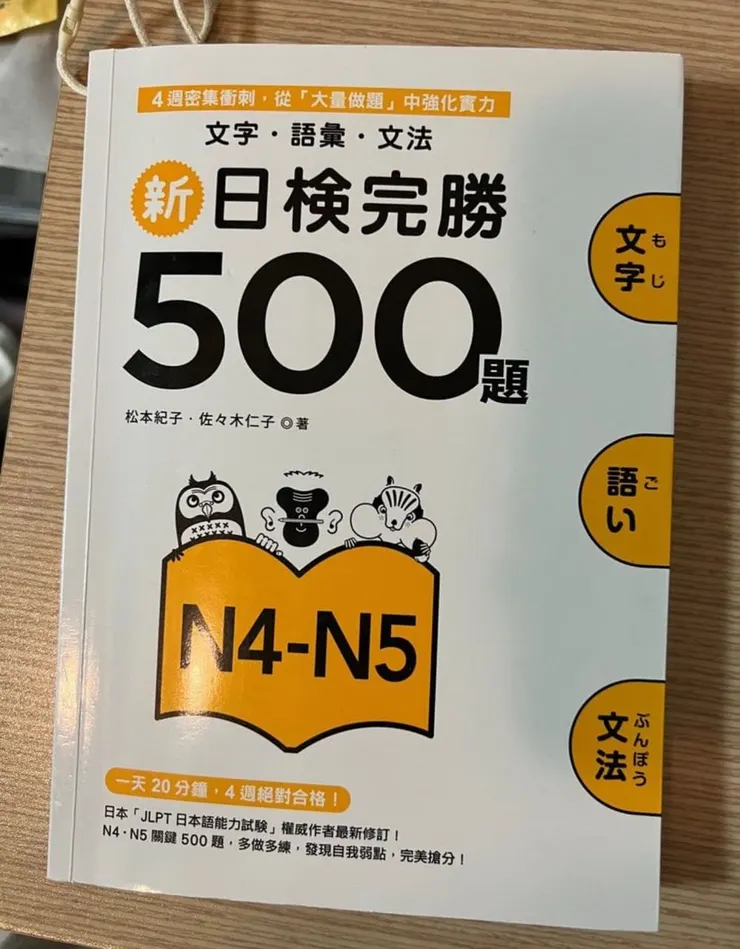 4週密集衝刺，從「大量做題」中強化實力
文字・語彙・文法
新日検完勝
500題
松本紀子・佐々木仁子◎著
文字
もじ
語い
ご
文法
ぶんぽう
N4-N5
一天20分鐘，4週絕對合格！
日本「JLPT日本語能力試験」權威作者最新修訂！
N4・N5關鍵500題，多做多練，發現自我弱點，完美搶分！